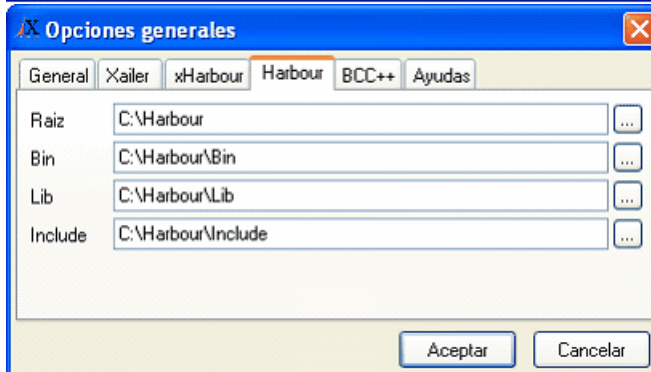 Opciones generales
General Xailer xHarbour Harbour BCC++ Ayudas
Raiz C:\Harbour ...
Bin C:\Harbour\Bin ...
Lib C:\Harbour\Lib ...
Include C:\Harbour\Include ...
Aceptar Cancelar